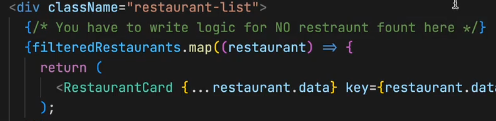 <div className="restaurant-list">
{/* You have to write logic for NO restraunt fount here */}
{filteredRestaurants.map((restaurant) => {
return (
<RestaurantCard {...restaurant.data} key={restaurant.data
);